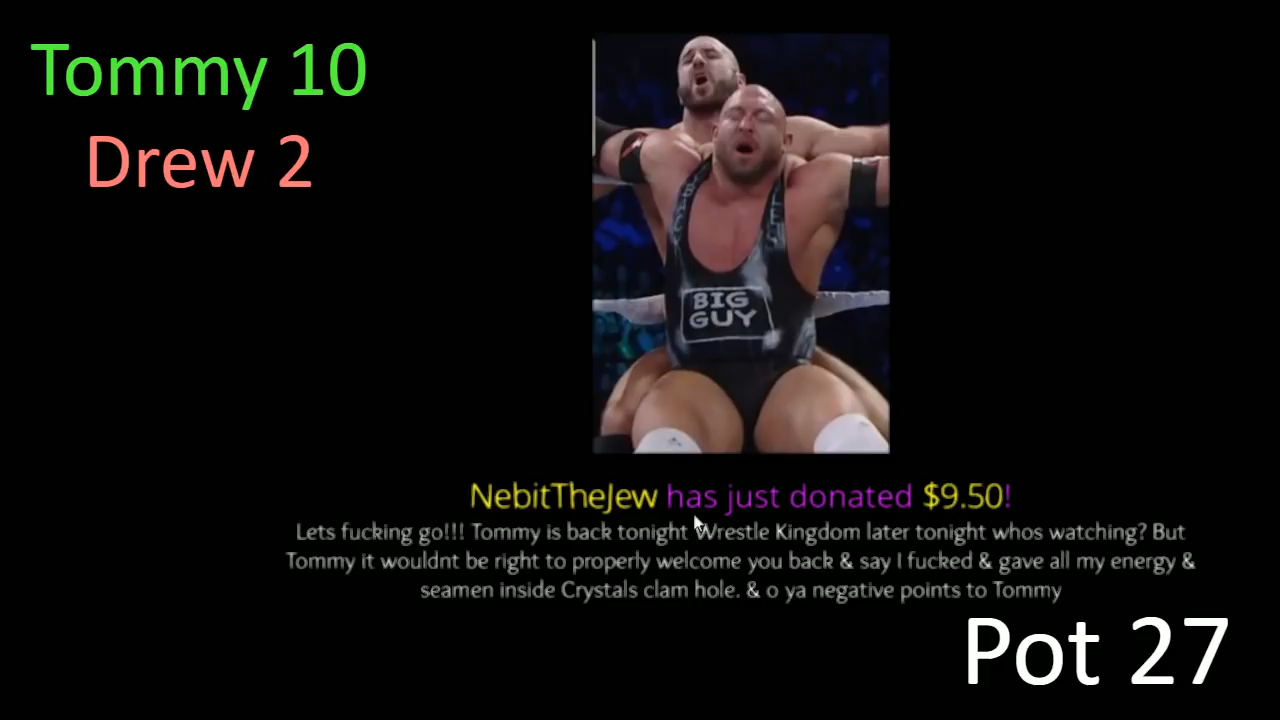 Tommy 10
Drew 2
BIG
GUY
NebitTheJew has just donated $9.50!
Lets fucking go!!! Tommy is back tonight Wrestle Kingdom later tonight whos watching? But
Tommy it wouldnt be right to properly welcome you back & say I fucked & gave all my energy &
seamen inside Crystals clam hole. & o ya negative points to Tommy
Pot 27